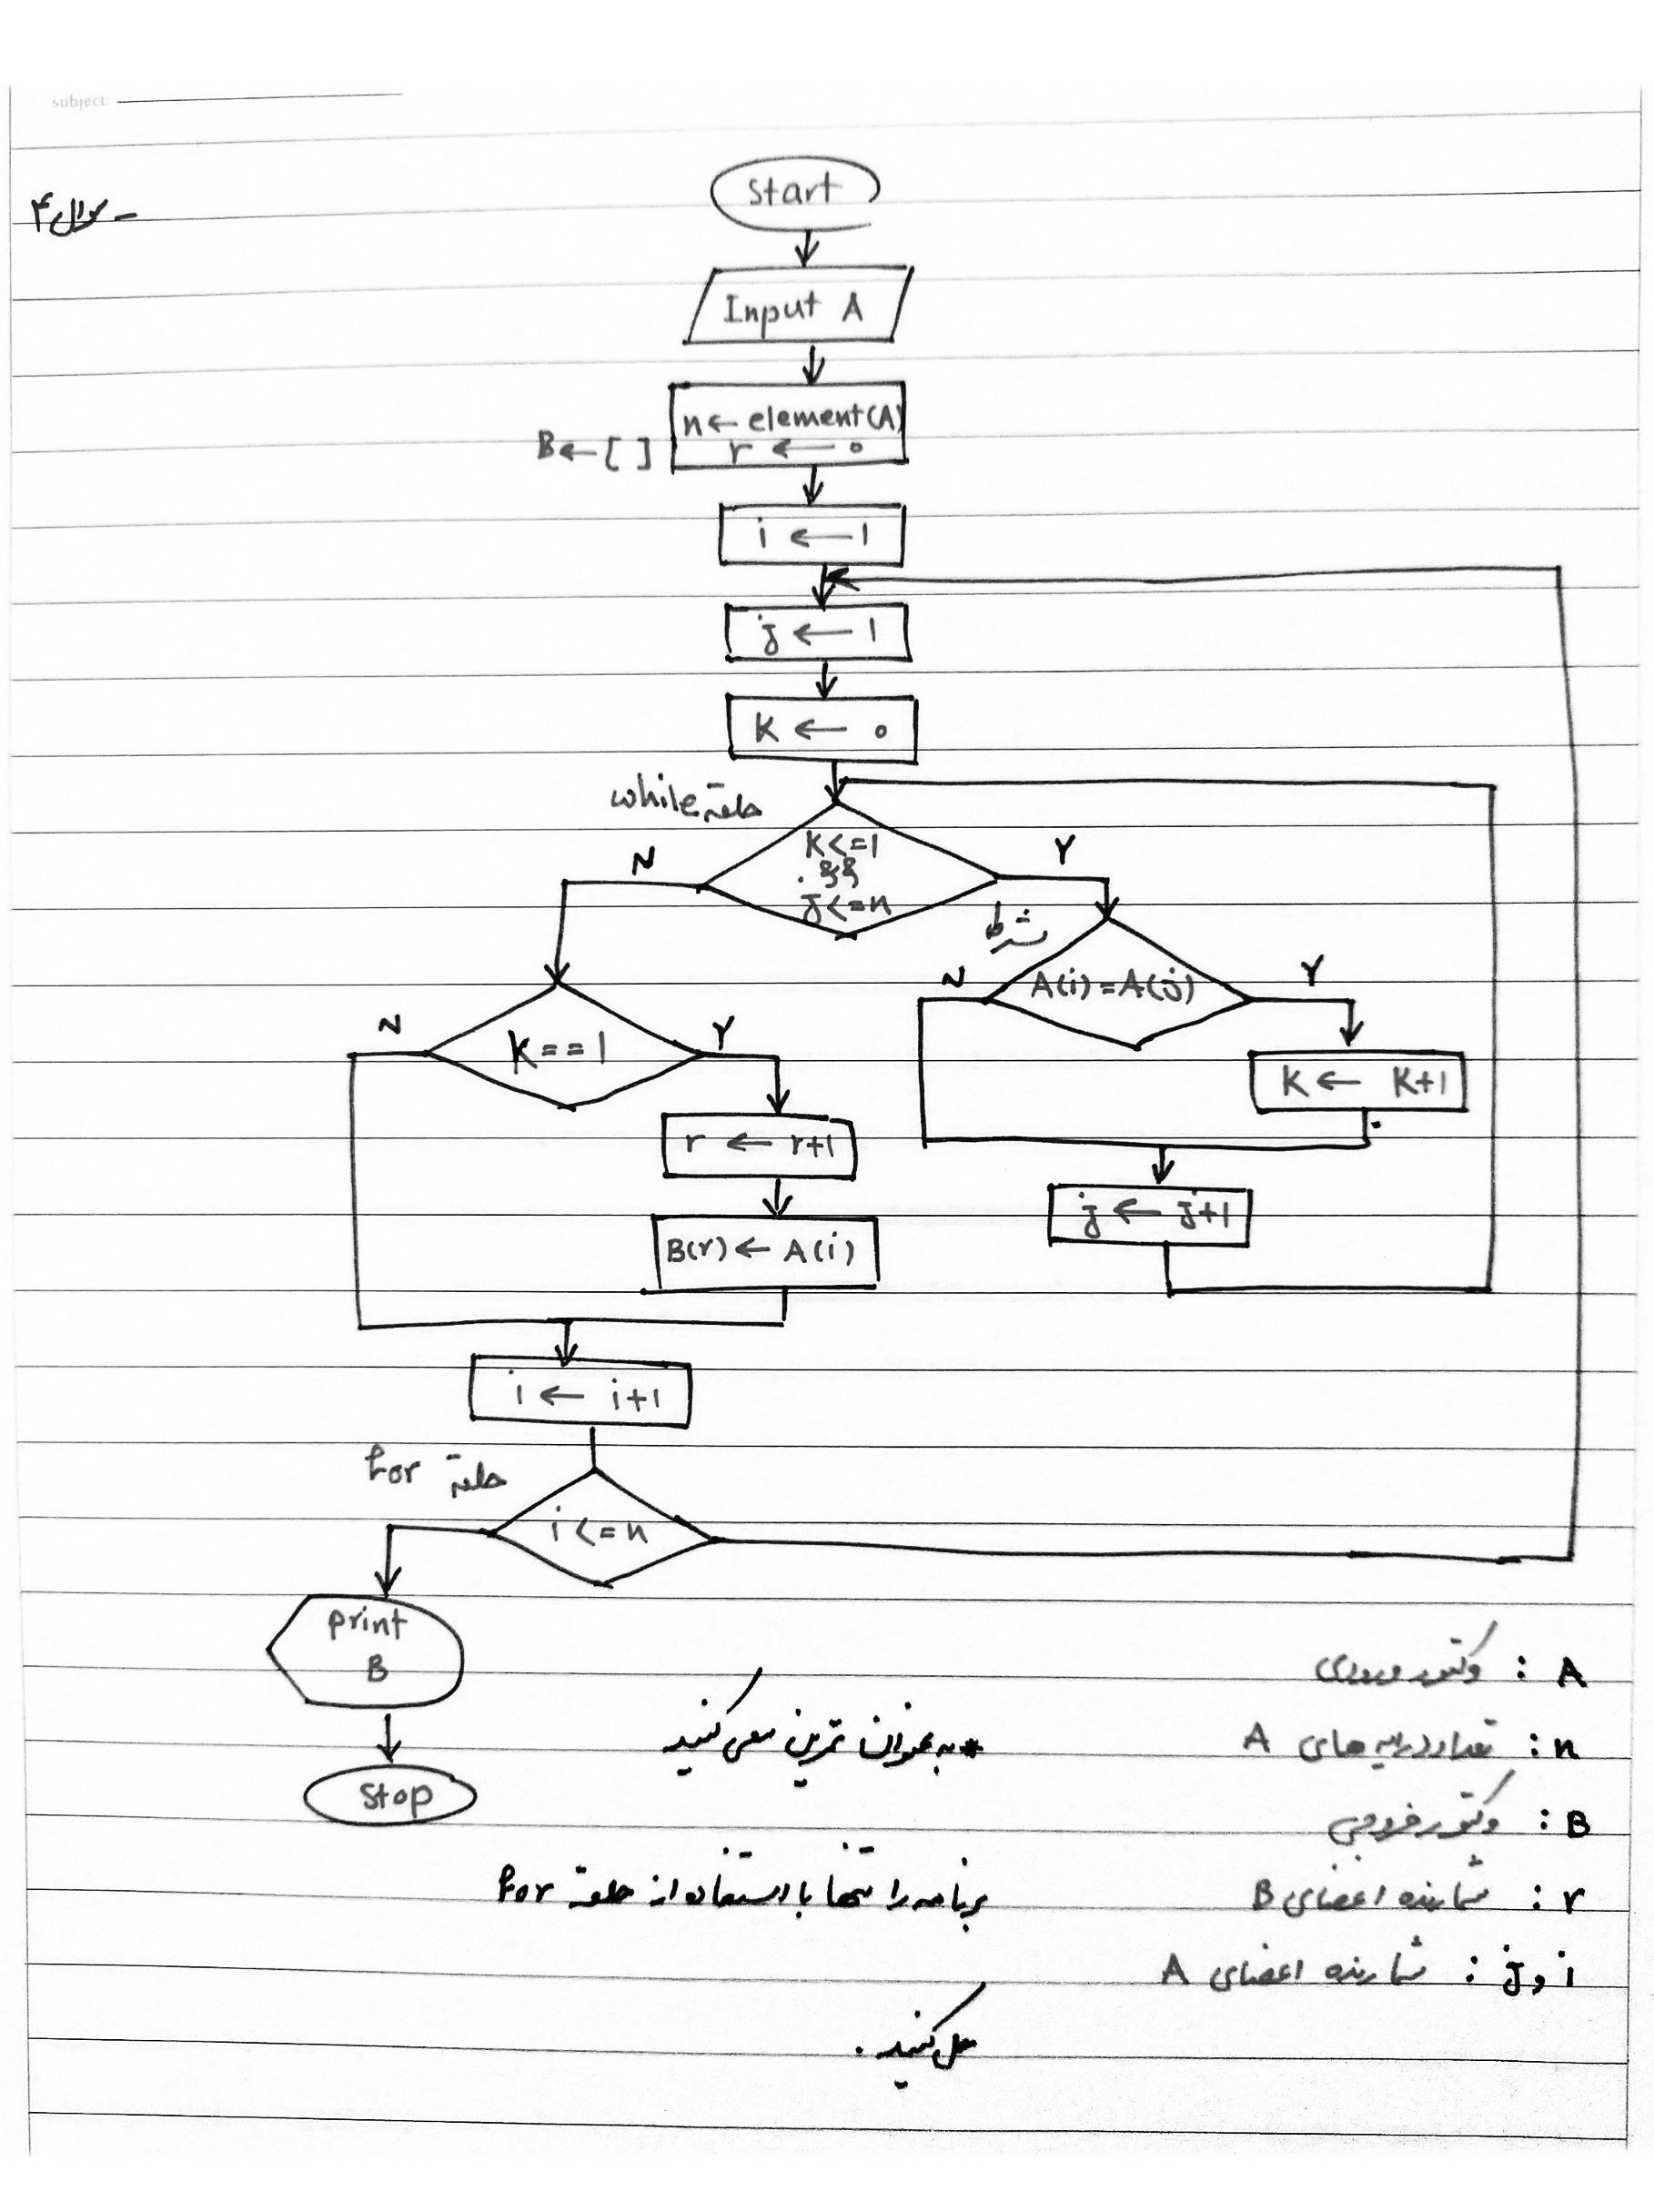 subject:
- سوال ۴
Start
Input A
n ← element(A)
r ← 0
B ← [ ]
i ← 1
j ← 1
K ← 0
حلقه while
K<=1
&&
j<=n
N
Y
شرط
A(i)=A(j)
N
Y
K ← K+1
j ← j+1
K==1
N
Y
r ← r+1
B(r) ← A(i)
i ← i+1
حلقه for
i<=n
print
B
Stop
A : وکتور ورودی
n : تعداد درایه های A
B : وکتور خروجی
r : شمارنده اعضای B
i و j : شمارنده اعضای A
* به عنوان تمرین سعی کنید
برنامه را تنها با استفاده از حلقه for
حل کنید .